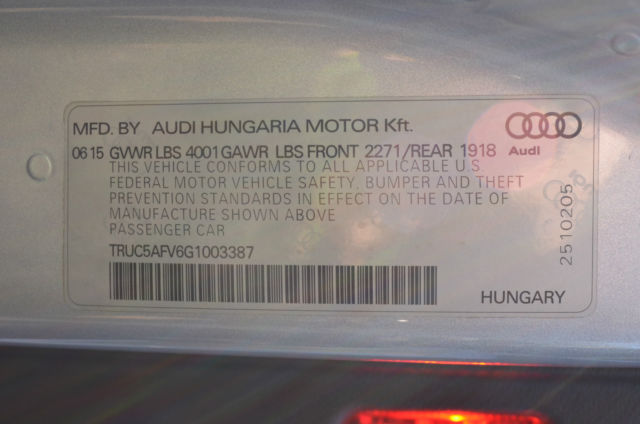 MFD. BY AUDI HUNGARIA MOTOR Kft.
06 15 GVWR LBS 4001 GAWR LBS FRONT 2271/REAR 1918
Audi
THIS VEHICLE CONFORMS TO ALL APPLICABLE U.S.
FEDERAL MOTOR VEHICLE SAFETY, BUMPER AND THEFT
PREVENTION STANDARDS IN EFFECT ON THE DATE OF
MANUFACTURE SHOWN ABOVE
PASSENGER CAR
TRUC5AFV6G1003387
2510205
HUNGARY